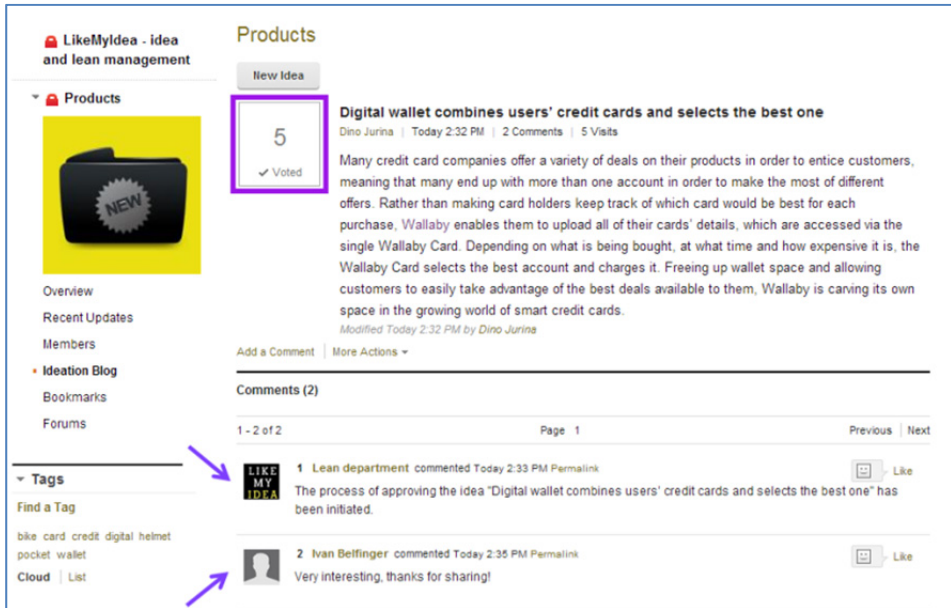 LikeMyIdea - idea
and lean management
Products
NEW
Overview
Recent Updates
Members
Ideation Blog
Bookmarks
Forums
Tags
Find a Tag
bike card credit digital helmet
pocket wallet
Cloud | List
Products
New Idea
5
✔ Voted
Digital wallet combines users' credit cards and selects the best one
Dino Jurina | Today 2:32 PM | 2 Comments | 5 Visits
Many credit card companies offer a variety of deals on their products in order to entice customers,
meaning that many end up with more than one account in order to make the most of different
offers. Rather than making card holders keep track of which card would be best for each
purchase, Wallaby enables them to upload all of their cards' details, which are accessed via the
single Wallaby Card. Depending on what is being bought, at what time and how expensive it is, the
Wallaby Card selects the best account and charges it. Freeing up wallet space and allowing
customers to easily take advantage of the best deals available to them, Wallaby is carving its own
space in the growing world of smart credit cards.
Modified Today 2:32 PM by Dino Jurina
Add a Comment | More Actions
Comments (2)
1 - 2 of 2 Page 1 Previous | Next
LIKE
MY
IDEA
1 Lean department commented Today 2:33 PM Permalink Like
The process of approving the idea "Digital wallet combines users' credit cards and selects the best one" has
been initiated.
2 Ivan Belfinger commented Today 2:35 PM Permalink Like
Very interesting, thanks for sharing!